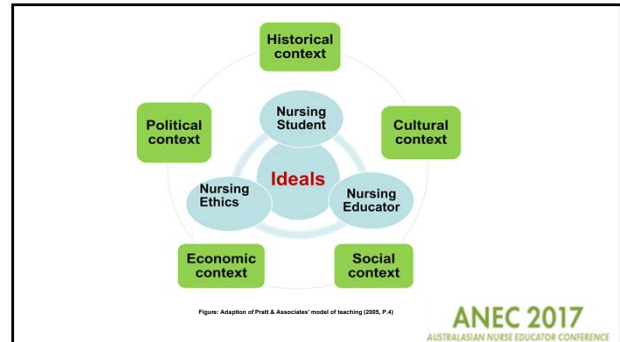 Historical
context
Nursing
Student
Political
context
Cultural
context
Ideals
Nursing
Ethics
Nursing
Educator
Economic
context
Social
context
Figure: Adaption of Pratt & Associates' model of teaching (2005, P.4)
ANEC 2017
AUSTRALASIAN NURSE EDUCATOR CONFERENCE